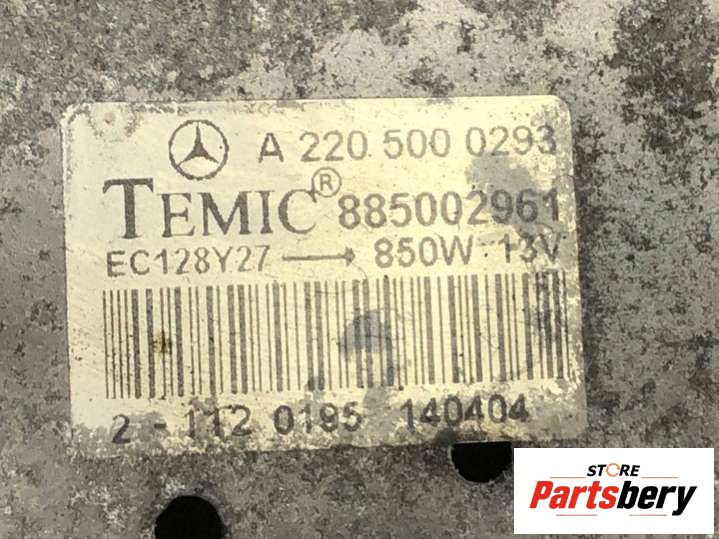 A 220 500 0293
TEMIC® 885002961
EC128Y27 → 850W 13V
2 - 112 0195 140404
STORE
Partsbery